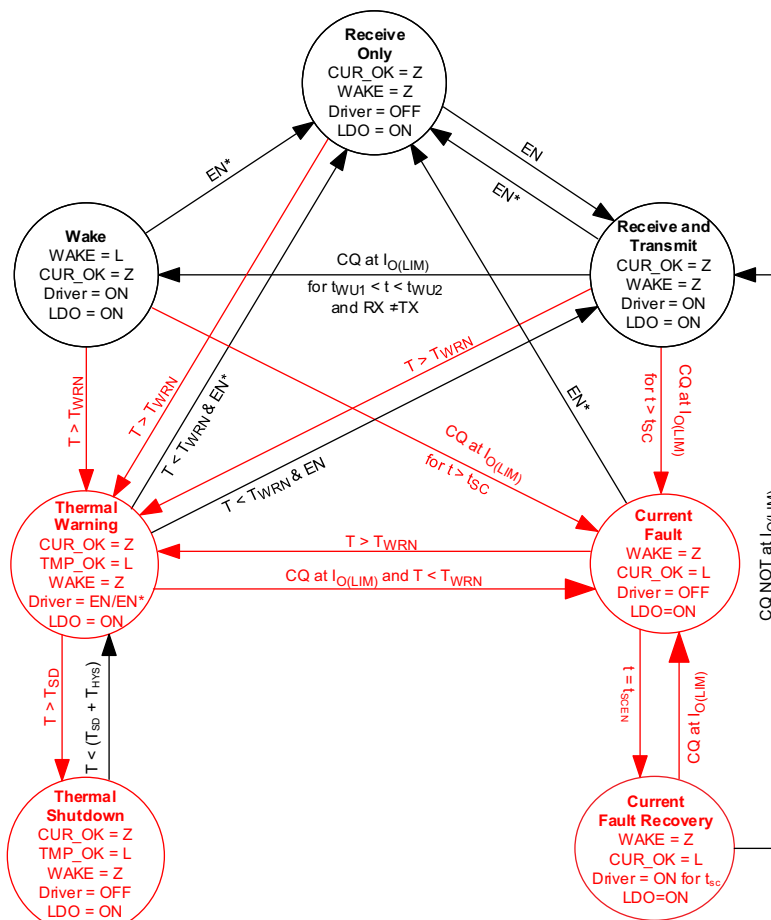 Receive
Only
CUR_OK = Z
WAKE = Z
Driver = OFF
LDO = ON
EN*
EN
EN*
Wake
WAKE = L
CUR_OK = Z
Driver = ON
LDO = ON
CQ at IO(LIM)
for tWU1 < t < tWU2
and RX ≠TX
Receive and
Transmit
CUR_OK = Z
WAKE = Z
Driver = ON
LDO = ON
T > TWRN
T > TWRN
T < TWRN & EN*
T > TWRN
T < TWRN & EN
CQ at IO(LIM)
for t > tSC
EN*
CQ at IO(LIM)
for t > tSC
Thermal
Warning
CUR_OK = Z
TMP_OK = L
WAKE = Z
Driver = EN/EN*
LDO = ON
T > TWRN
CQ at IO(LIM) and T < TWRN
Current
Fault
WAKE = Z
CUR_OK = L
Driver = OFF
LDO=ON
CQ NOT at IO(LIM)
T > TSD
T < (TSD + THYS)
t = tSCEN
CQ at IO(LIM)
Thermal
Shutdown
CUR_OK = Z
TMP_OK = L
WAKE = Z
Driver = OFF
LDO = ON
Current
Fault Recovery
WAKE = Z
CUR_OK = L
Driver = ON for tsc
LDO=ON